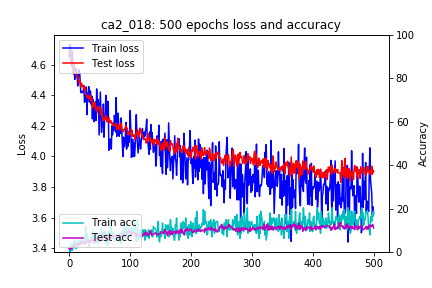 ca2_018: 500 epochs loss and accuracy
Train loss
Test loss
Train acc
Test acc
Loss
4.6
4.4
4.2
4.0
3.8
3.6
3.4
Accuracy
100
80
60
40
20
0
0 100 200 300 400 500